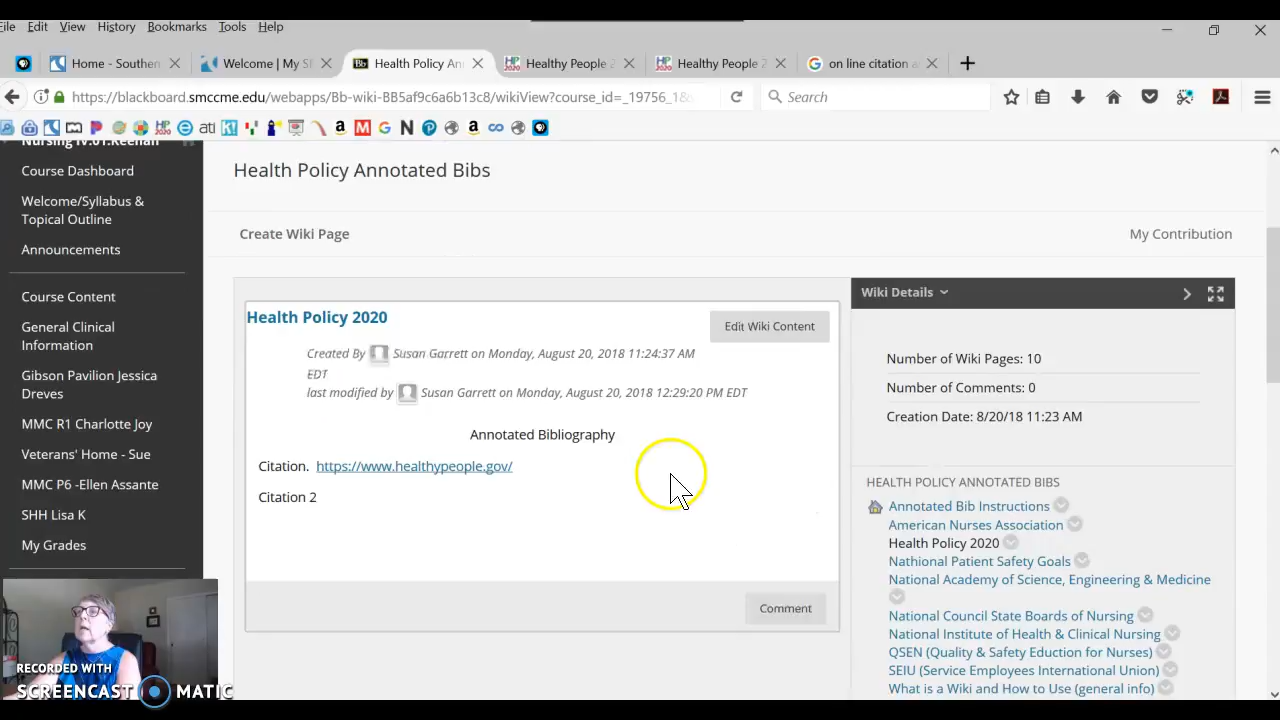 File Edit View History Bookmarks Tools Help
Home - Southern
Welcome | My S
Bb Health Policy An
HP 2020 Healthy People 2
HP 2020 Healthy People 2
G on line citation a
https://blackboard.smccme.edu/webapps/Bb-wiki-BB5af9c6a6b13c8/wikiView?course_id=_19756_1&
Search
ati
Nursing IV.01.Keenan
Course Dashboard
Welcome/Syllabus &
Topical Outline
Announcements
Course Content
General Clinical
Information
Gibson Pavilion Jessica
Dreves
MMC R1 Charlotte Joy
Veterans' Home - Sue
MMC P6 -Ellen Assante
SHH Lisa K
My Grades
Health Policy Annotated Bibs
Create Wiki Page
My Contribution
Health Policy 2020
Edit Wiki Content
Created By Susan Garrett on Monday, August 20, 2018 11:24:37 AM
EDT
last modified by Susan Garrett on Monday, August 20, 2018 12:29:20 PM EDT
Annotated Bibliography
Citation. https://www.healthypeople.gov/
Citation 2
Comment
Wiki Details
Number of Wiki Pages: 10
Number of Comments: 0
Creation Date: 8/20/18 11:23 AM
HEALTH POLICY ANNOTATED BIBS
Annotated Bib Instructions
American Nurses Association
Health Policy 2020
Nathional Patient Safety Goals
National Academy of Science, Engineering & Medicine
National Council State Boards of Nursing
National Institute of Health & Clinical Nursing
QSEN (Quality & Safety Eduction for Nurses)
SEIU (Service Employees International Union)
What is a Wiki and How to Use (general info)
RECORDED WITH
SCREENCAST MATIC